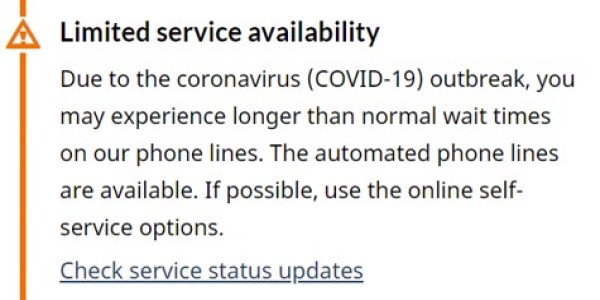 Limited service availability
Due to the coronavirus (COVID-19) outbreak, you
may experience longer than normal wait times
on our phone lines. The automated phone lines
are available. If possible, use the online self-
service options.
Check service status updates